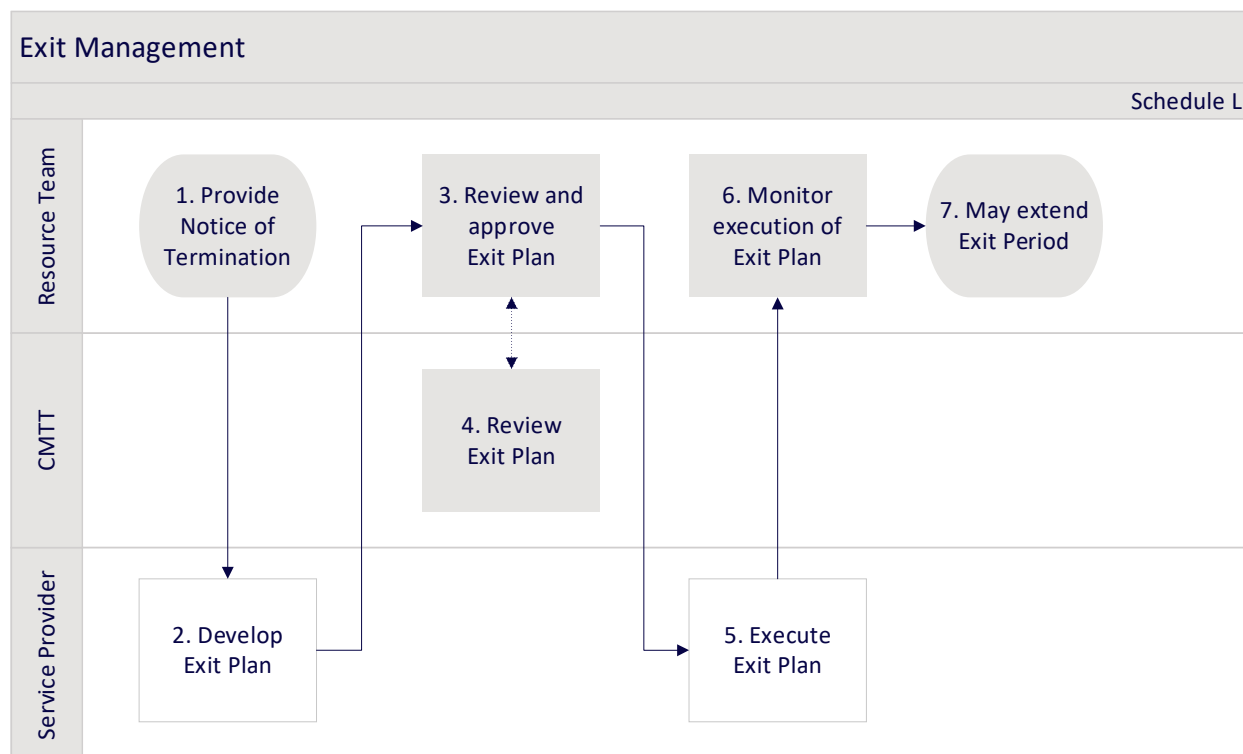 Exit Management
Schedule L
Resource Team
1. Provide
Notice of
Termination
3. Review and
approve
Exit Plan
6. Monitor
execution of
Exit Plan
7. May extend
Exit Period
CMTT
4. Review
Exit Plan
Service Provider
2. Develop
Exit Plan
5. Execute
Exit Plan